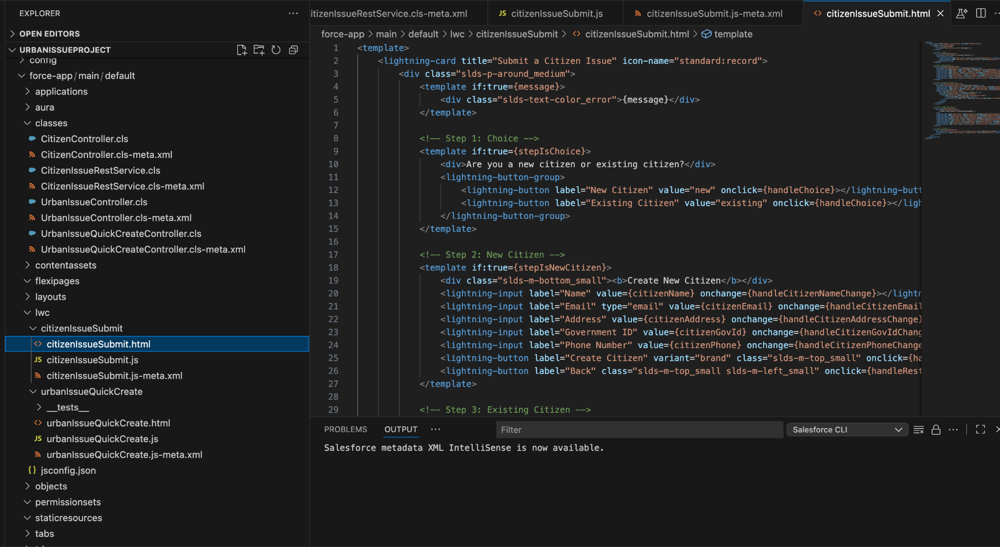 EXPLORER
OPEN EDITORS
URBANISSUEPROJECT
config
force-app/main/default
applications
aura
classes
CitizenController.cls
CitizenController.cls-meta.xml
CitizenIssueRestService.cls
CitizenIssueRestService.cls-meta.xml
UrbanIssueController.cls
UrbanIssueController.cls-meta.xml
UrbanIssueQuickCreateController.cls
UrbanIssueQuickCreateController.cls-meta.xml
contentassets
flexipages
layouts
lwc
citizenIssueSubmit
citizenIssueSubmit.html
JS citizenIssueSubmit.js
citizenIssueSubmit.js-meta.xml
urbanIssueQuickCreate
__tests__
urbanIssueQuickCreate.html
JS urbanIssueQuickCreate.js
urbanIssueQuickCreate.js-meta.xml
{} jsconfig.json
objects
permissionsets
staticresources
tabs
itizenIssueRestService.cls-meta.xml
JS citizenIssueSubmit.js
citizenIssueSubmit.js-meta.xml
citizenIssueSubmit.html
force-app > main > default > lwc > citizenIssueSubmit > citizenIssueSubmit.html > template
1 <template>
2 <lightning-card title="Submit a Citizen Issue" icon-name="standard:record">
3 <div class="slds-p-around_medium">
4 <template if:true={message}>
5 <div class="slds-text-color_error">{message}</div>
6 </template>
7
8 <!-- Step 1: Choice -->
9 <template if:true={stepIsChoice}>
10 <div>Are you a new citizen or existing citizen?</div>
11 <lightning-button-group>
12 <lightning-button label="New Citizen" value="new" onclick={handleChoice}></lightning-butt
13 <lightning-button label="Existing Citizen" value="existing" onclick={handleChoice}></ligh
14 </lightning-button-group>
15 </template>
16
17 <!-- Step 2: New Citizen -->
18 <template if:true={stepIsNewCitizen}>
19 <div class="slds-m-bottom_small"><b>Create New Citizen</b></div>
20 <lightning-input label="Name" value={citizenName} onchange={handleCitizenNameChange}></lightn
21 <lightning-input label="Email" type="email" value={citizenEmail} onchange={handleCitizenEmail
22 <lightning-input label="Address" value={citizenAddress} onchange={handleCitizenAddressChange}
23 <lightning-input label="Government ID" value={citizenGovId} onchange={handleCitizenGovIdChang
24 <lightning-input label="Phone Number" value={citizenPhone} onchange={handleCitizenPhoneChange
25 <lightning-button label="Create Citizen" variant="brand" class="slds-m-top_small" onclick={ha
26 <lightning-button label="Back" class="slds-m-top_small slds-m-left_small" onclick={handleRest
27 </template>
28
29 <!-- Step 3: Existing Citizen -->
PROBLEMS OUTPUT Filter Salesforce CLI
Salesforce metadata XML IntelliSense is now available.